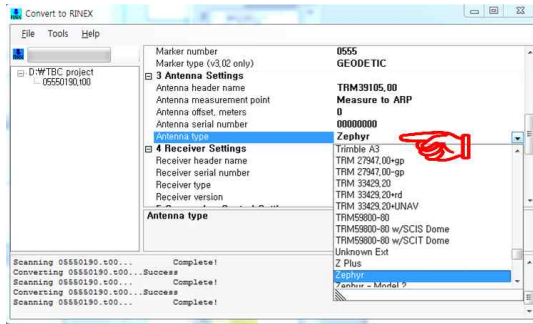 Convert to RINEX
File Tools Help
RINEX
D:\TBC project
05550190.t00
Marker number 0555
Marker type (v3.02 only) GEODETIC
3 Antenna Settings
Antenna header name TRM39105.00
Antenna measurement point Measure to ARP
Antenna offset, meters 0
Antenna serial number 00000000
Antenna type Zephyr
4 Receiver Settings
Receiver header name
Receiver serial number
Receiver type
Receiver version
Antenna type
Trimble A3
TRM 27947.00+gp
TRM 27947.00-gp
TRM 33429.20
TRM 33429.20+rd
TRM 33429.20+UNAV
TRM59800-80
TRM59800-80 w/SCIS Dome
TRM59800-80 w/SCIT Dome
Unknown Ext
Z Plus
Zephyr
Zephyr - Model 2
Scanning 05550190.t00... Complete!
Converting 05550190.t00...Success
Scanning 05550190.t00... Complete!
Converting 05550190.t00...Success
Scanning 05550190.t00... Complete!